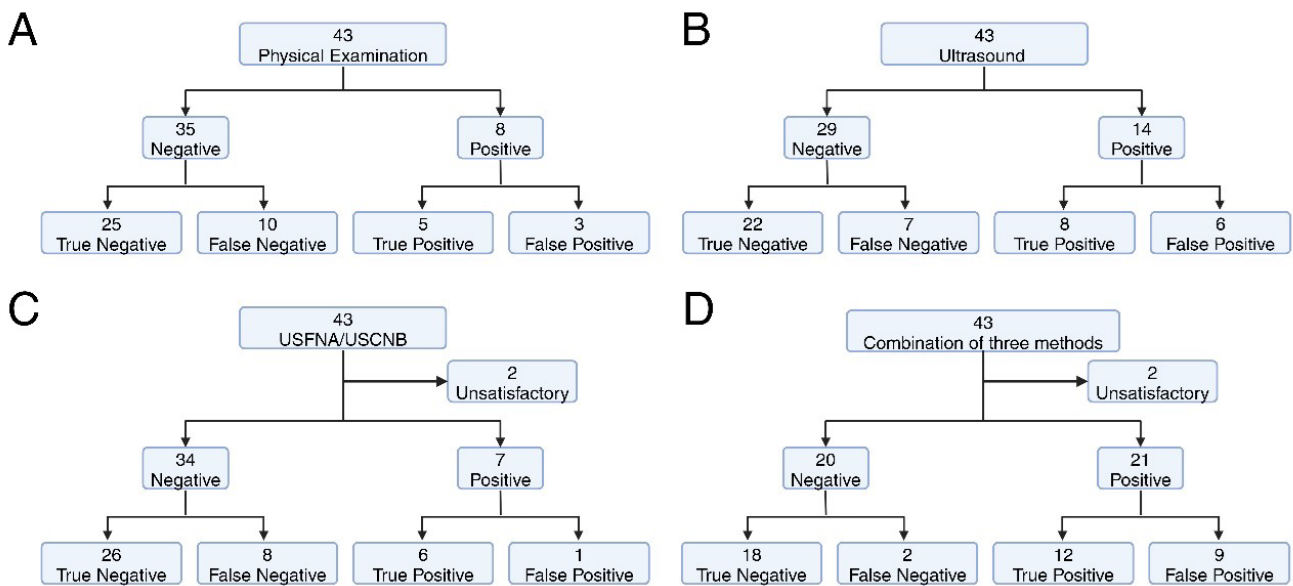 A
43
Physical Examination
35
Negative
8
Positive
25
True Negative
10
False Negative
5
True Positive
3
False Positive
B
43
Ultrasound
29
Negative
14
Positive
22
True Negative
7
False Negative
8
True Positive
6
False Positive
C
43
USFNA/USCNB
2
Unsatisfactory
34
Negative
7
Positive
26
True Negative
8
False Negative
6
True Positive
1
False Positive
D
43
Combination of three methods
2
Unsatisfactory
20
Negative
21
Positive
18
True Negative
2
False Negative
12
True Positive
9
False Positive